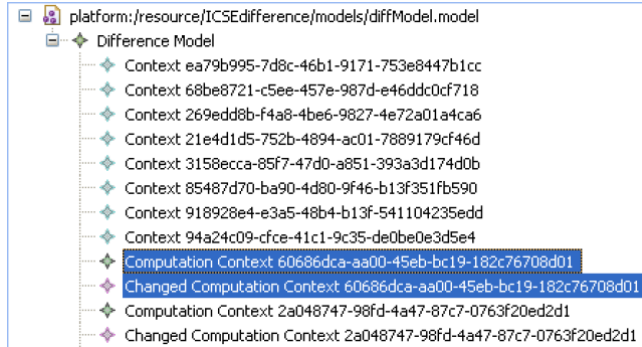 platform:/resource/ICSEdifference/models/diffModel.model
Difference Model
Context ea79b995-7d8c-46b1-9171-753e8447b1cc
Context 68be8721-c5ee-457e-987d-e46ddc0cf718
Context 269edd8b-f4a8-4be6-9827-4e72a01a4ca6
Context 21e4d1d5-752b-4894-ac01-7889179cf46d
Context 3158ecca-85f7-47d0-a851-393a3d174d0b
Context 85487d70-ba90-4d80-9f46-b13f351fb590
Context 918928e4-e3a5-48b4-b13f-541104235edd
Context 94a24c09-cfce-41c1-9c35-de0be0e3d5e4
Computation Context 60686dca-aa00-45eb-bc19-182c76708d01
Changed Computation Context 60686dca-aa00-45eb-bc19-182c76708d01
Computation Context 2a048747-98fd-4a47-87c7-0763f20ed2d1
Changed Computation Context 2a048747-98fd-4a47-87c7-0763f20ed2d1